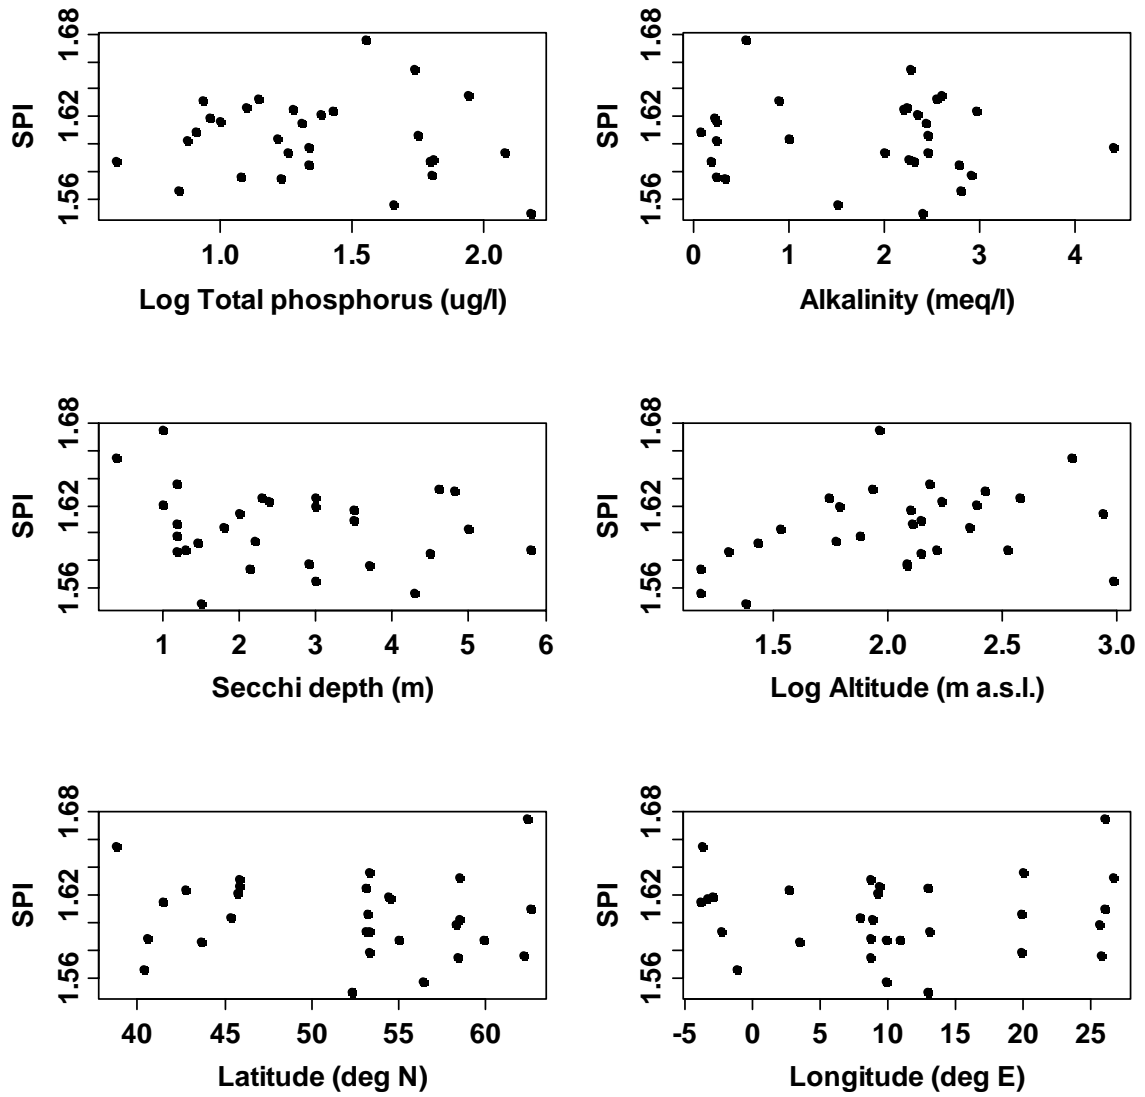 SPI
1.56 1.62 1.68
1.0 1.5 2.0
Log Total phosphorus (ug/l)
SPI
1.56 1.62 1.68
0 1 2 3 4
Alkalinity (meq/l)
SPI
1.56 1.62 1.68
1 2 3 4 5 6
Secchi depth (m)
SPI
1.56 1.62 1.68
1.5 2.0 2.5 3.0
Log Altitude (m a.s.l.)
SPI
1.56 1.62 1.68
40 45 50 55 60
Latitude (deg N)
SPI
1.56 1.62 1.68
-5 0 5 10 15 20 25
Longitude (deg E)